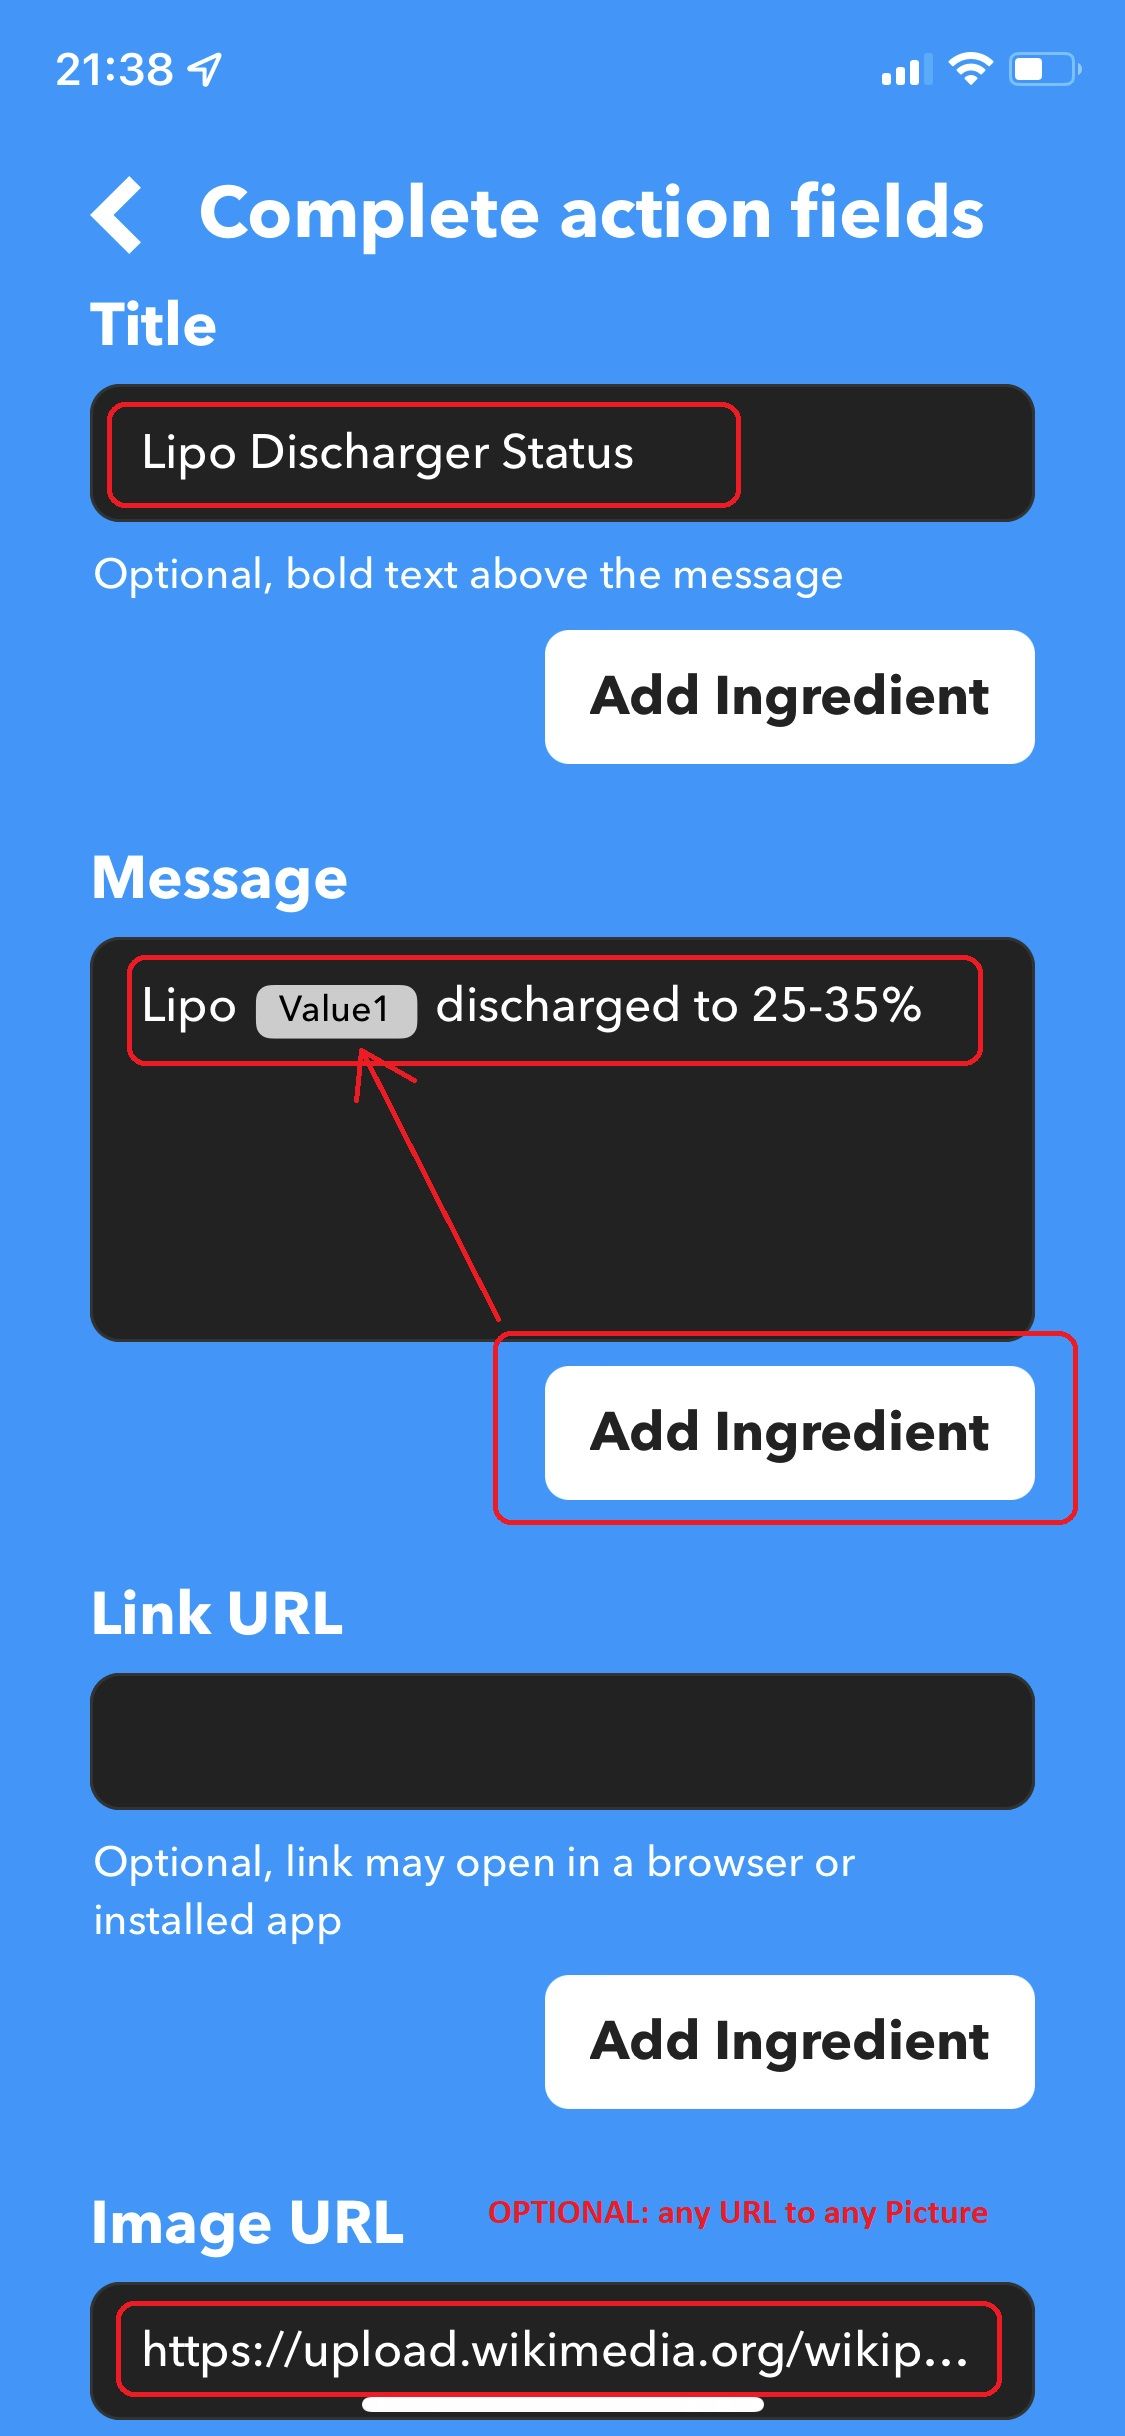 21:38
Complete action fields
Title
Lipo Discharger Status
Optional, bold text above the message
Add Ingredient
Message
Lipo Value1 discharged to 25-35%
Add Ingredient
Link URL
Optional, link may open in a browser or
installed app
Add Ingredient
Image URL OPTIONAL: any URL to any Picture
https://upload.wikimedia.org/wikip...